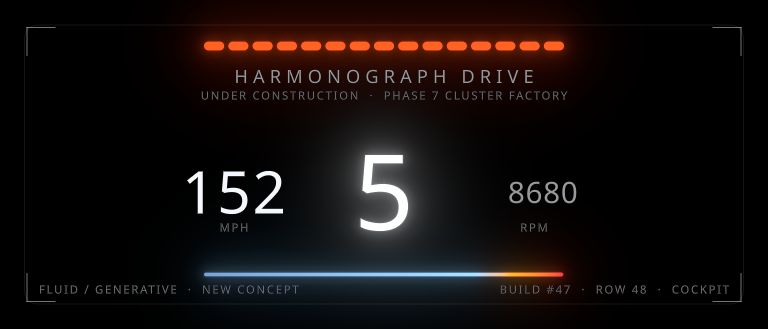 HARMONOGRAPH DRIVE
UNDER CONSTRUCTION · PHASE 7 CLUSTER FACTORY
152
MPH
5
8680
RPM
FLUID / GENERATIVE · NEW CONCEPT
BUILD #47 · ROW 48 · COCKPIT